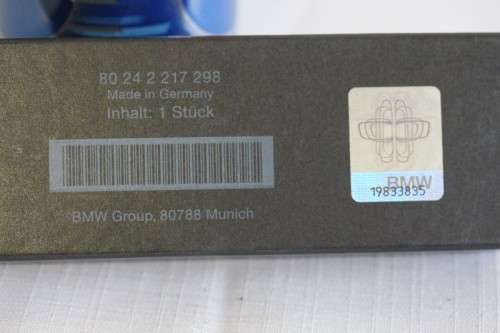 80 24 2 217 298
Made in Germany
Inhalt: 1 Stück
BMW Group, 80788 Munich
BMW
19833835